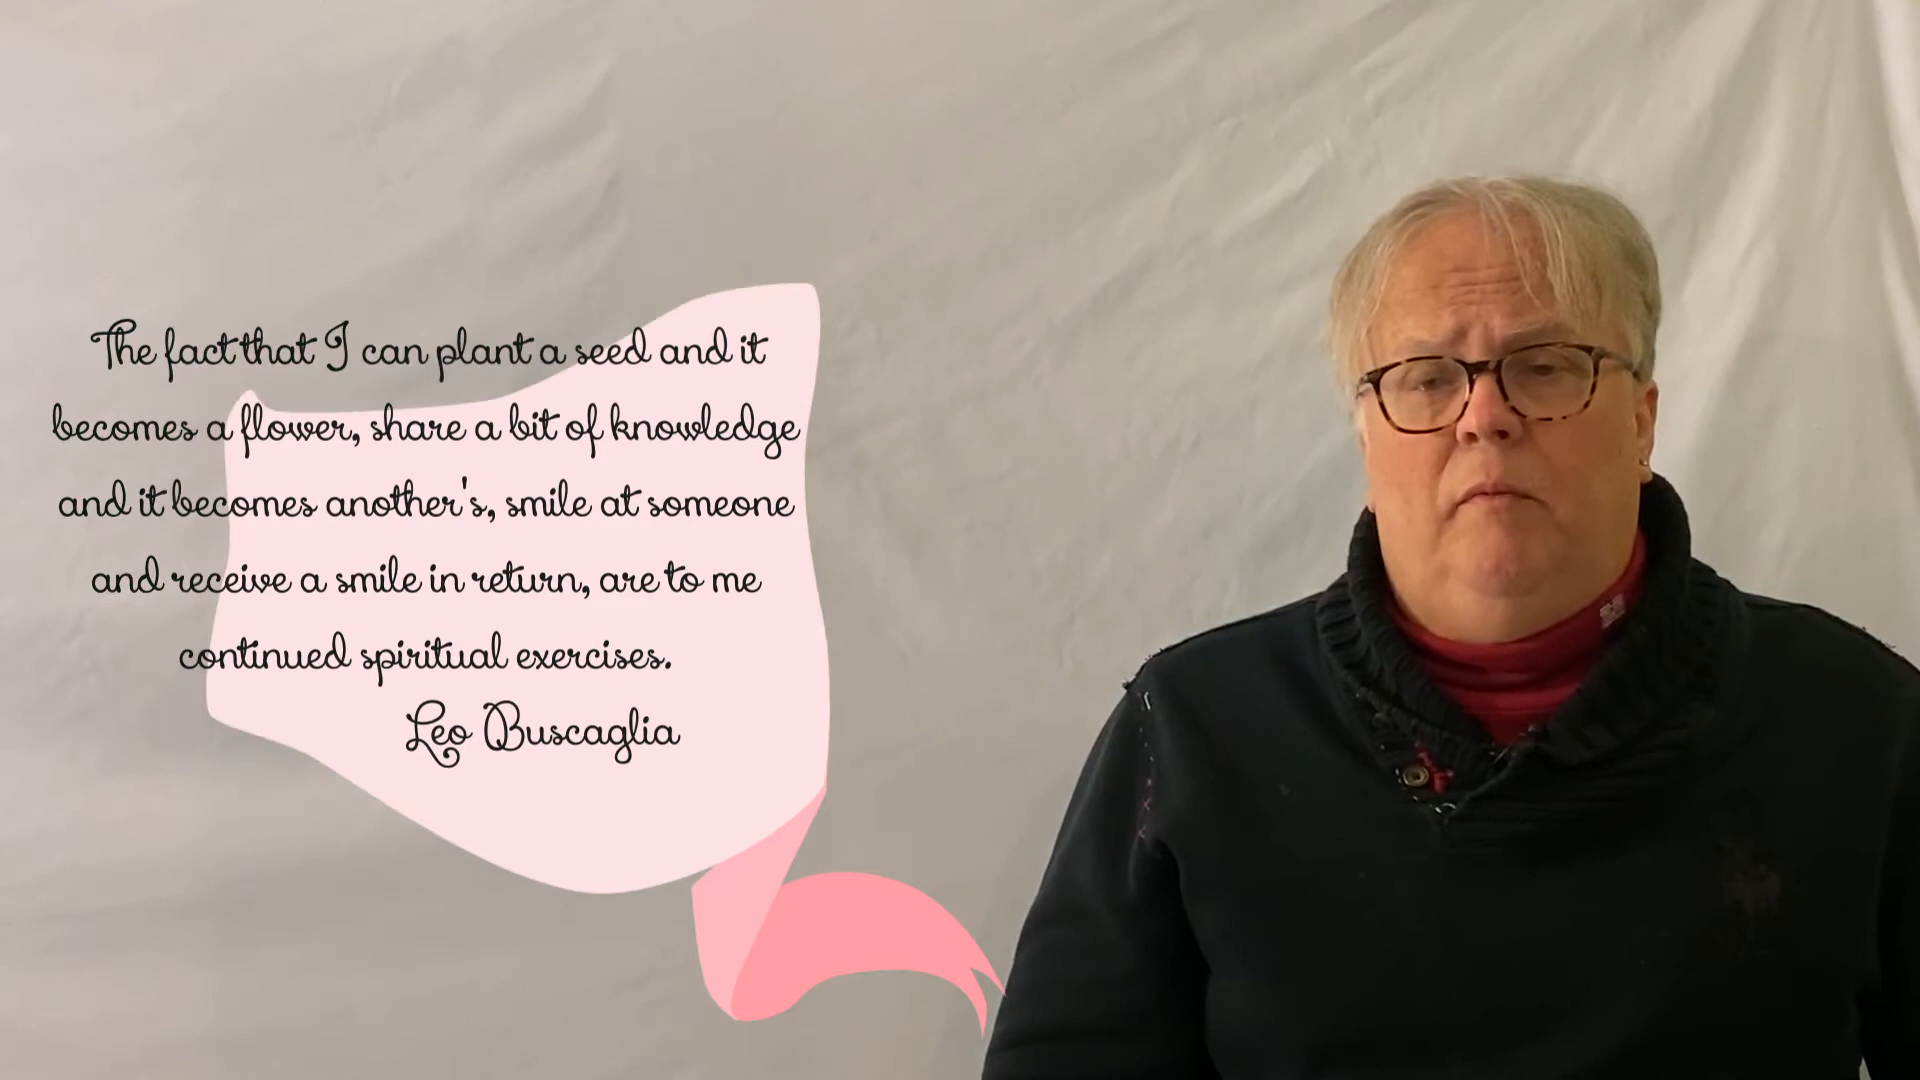 The fact that I can plant a seed and it
becomes a flower, share a bit of knowledge
and it becomes another's, smile at someone
and receive a smile in return, are to me
continued spiritual exercises.
Leo Buscaglia